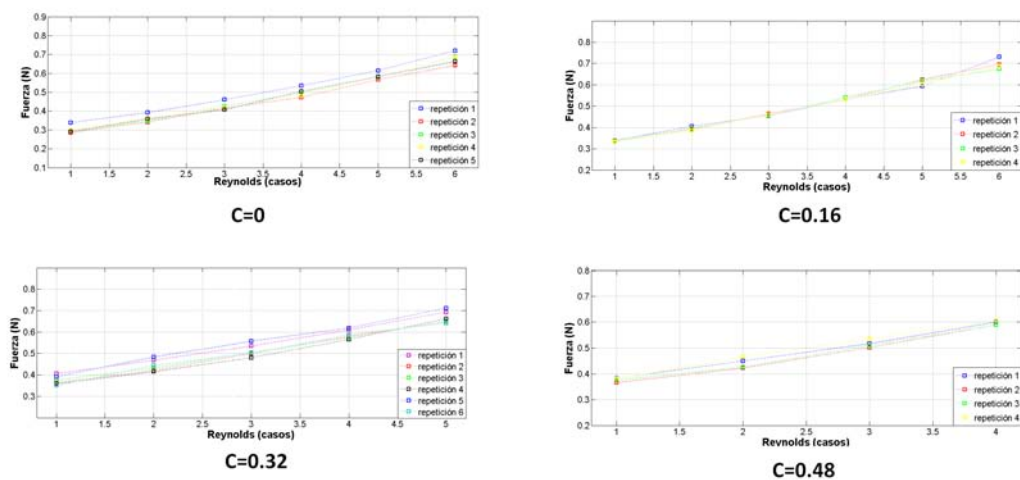 0.9
0.8
0.7
0.6
0.5
0.4
0.3
0.2
0.1
Fuerza (N)
repetición 1
repetición 2
repetición 3
repetición 4
repetición 5
1 1.5 2 2.5 3 3.5 4 4.5 5 5.5 6
Reynolds (casos)
C=0
0.9
0.8
0.7
0.6
0.5
0.4
0.3
0.2
Fuerza (N)
repetición 1
repetición 2
repetición 3
repetición 4
1 1.5 2 2.5 3 3.5 4 4.5 5 5.5 6
Reynolds (casos)
C=0.16
0.8
0.7
0.6
0.5
0.4
0.3
Fuerza (N)
repetición 1
repetición 2
repetición 3
repetición 4
repetición 5
repetición 6
1 1.5 2 2.5 3 3.5 4 4.5 5
Reynolds (casos)
C=0.32
0.8
0.7
0.6
0.5
0.4
0.3
0.2
Fuerza (N)
repetición 1
repetición 2
repetición 3
repetición 4
1 1.5 2 2.5 3 3.5 4
Reynolds (casos)
C=0.48